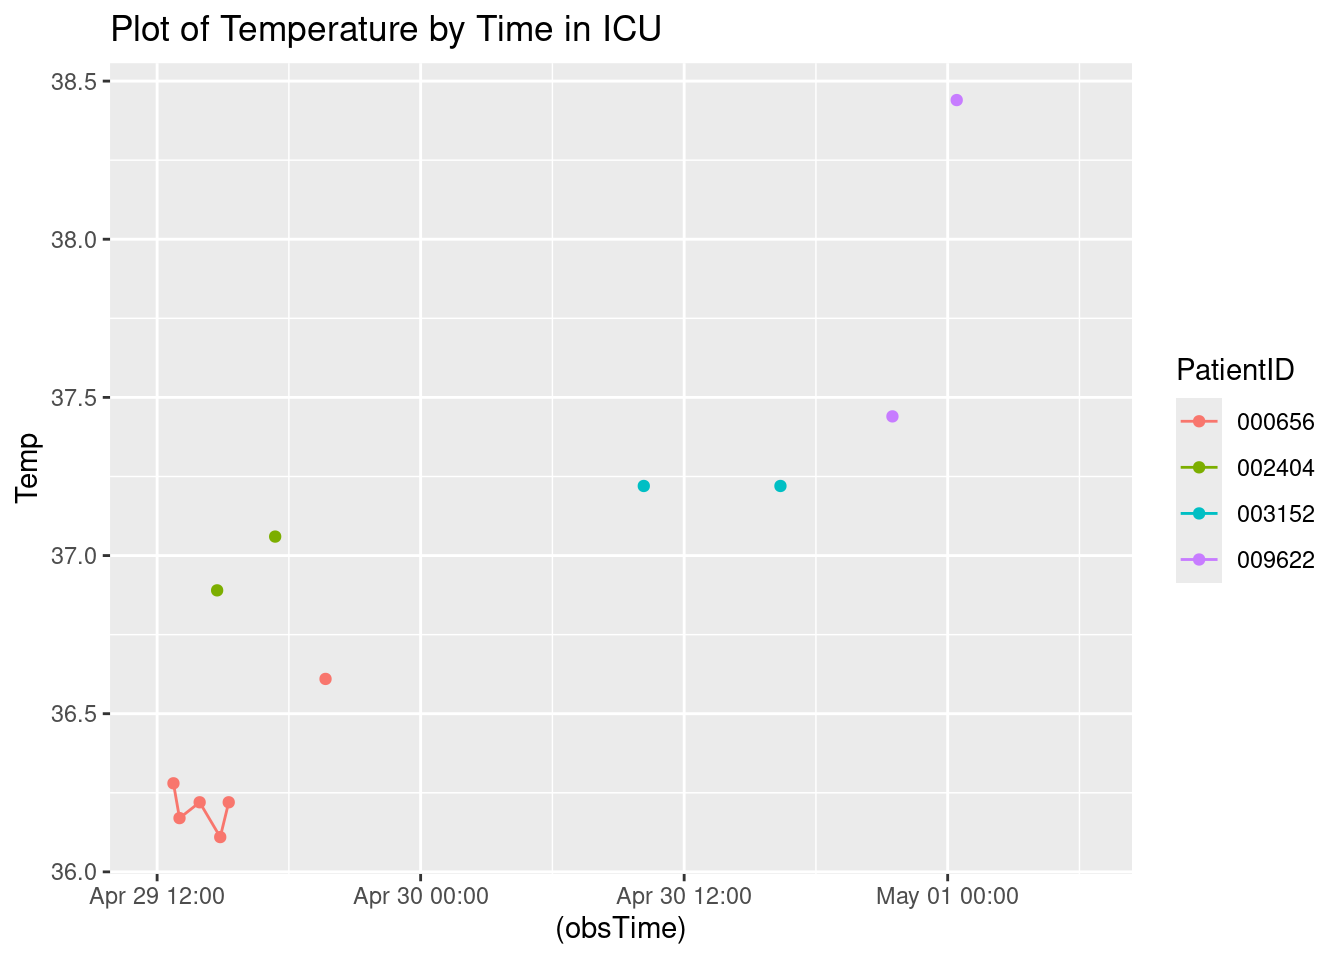 Plot of Temperature by Time in ICU
38.5
38.0
37.5
37.0
36.5
36.0
Temp
Apr 29 12:00
Apr 30 00:00
Apr 30 12:00
May 01 00:00
(obsTime)
PatientID
000656
002404
003152
009622